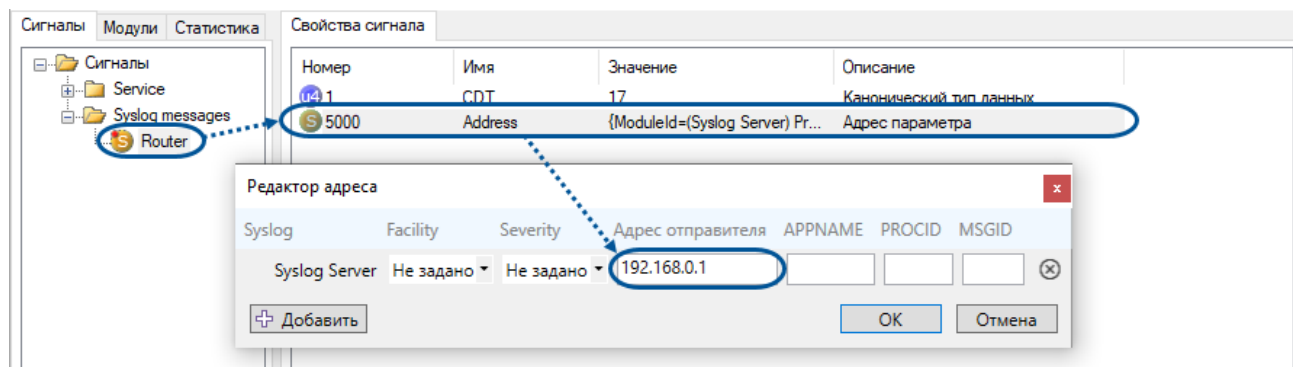 Сигналы Модули Статистика Свойства сигнала
Сигналы
Service
Syslog messages
Router
Номер Имя Значение Описание
u4 1 CDT 17 Канонический тип данных
S 5000 Address {ModuleId=(Syslog Server) Pr... Адрес параметра
Редактор адреса x
Syslog Facility Severity Адрес отправителя APPNAME PROCID MSGID
Syslog Server Не задано Не задано 192.168.0.1
Добавить OK Отмена